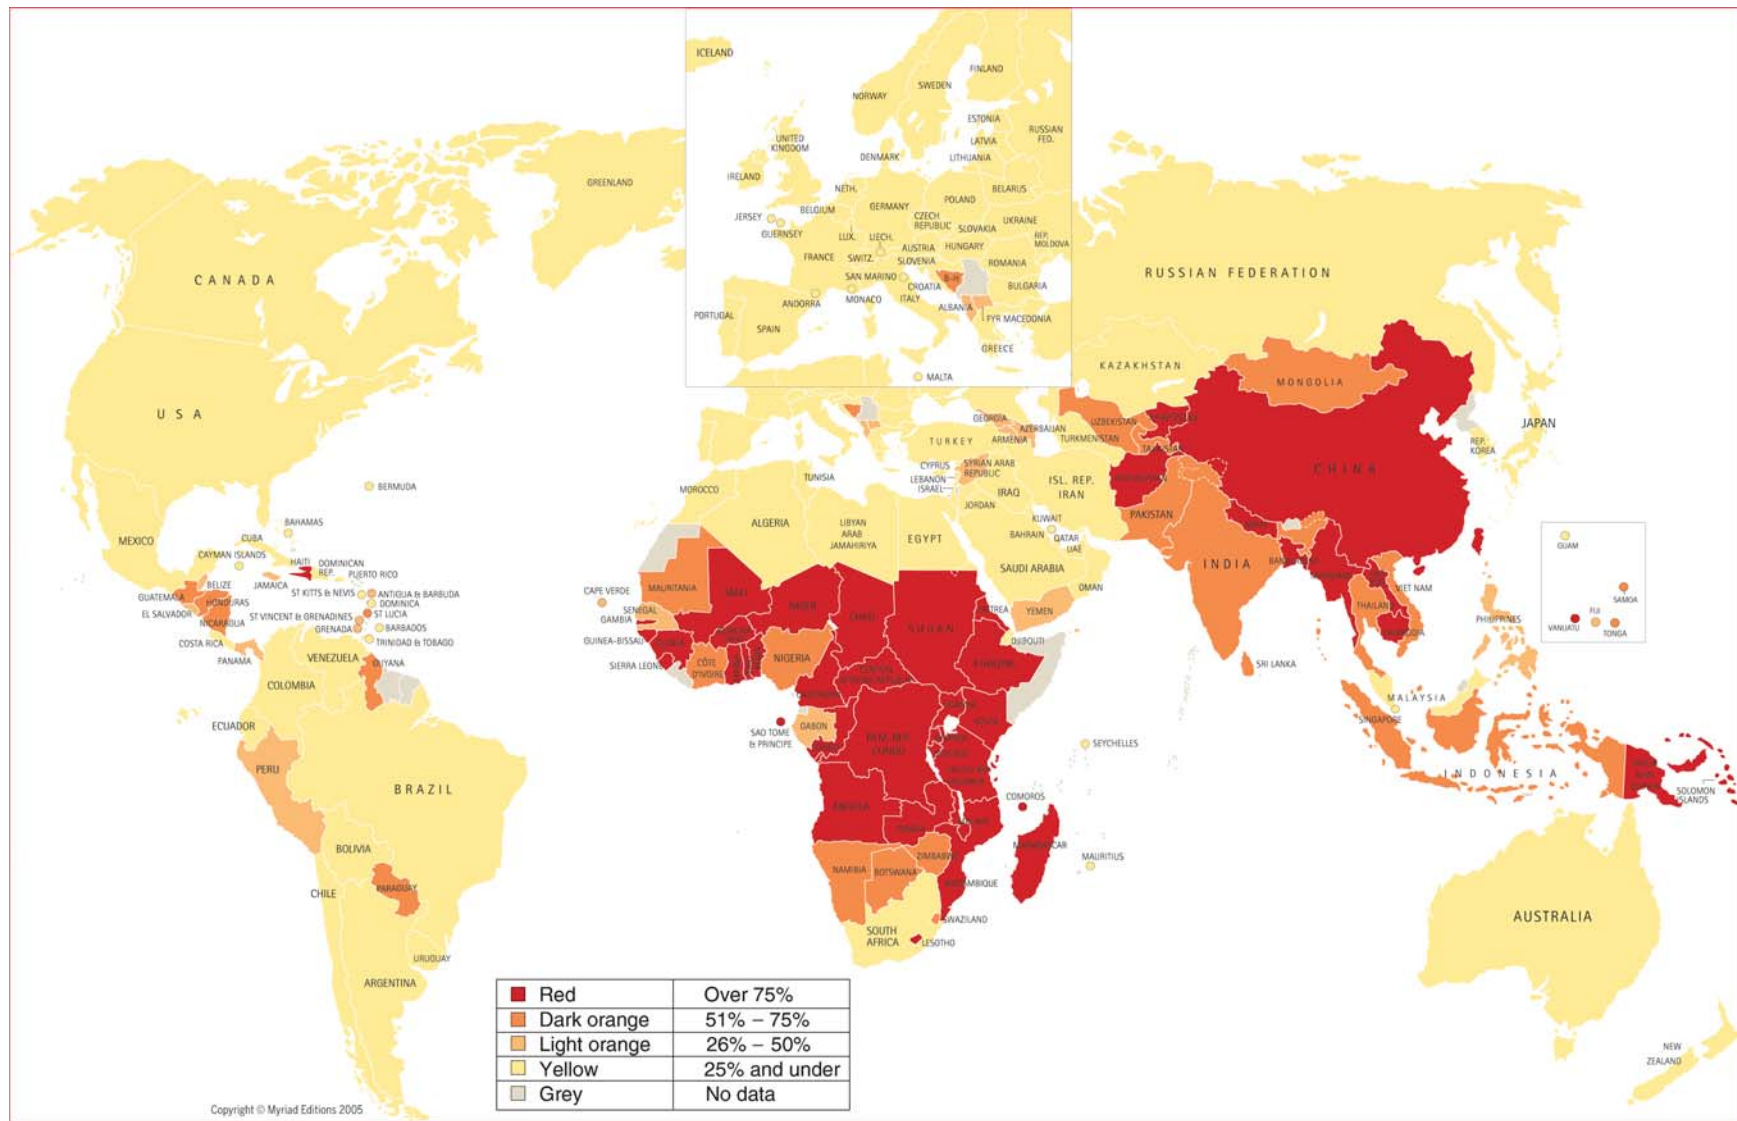 ICELAND
FINLAND
SWEDEN
NORWAY
ESTONIA
RUSSIAN
FED.
LATVIA
UNITED
KINGDOM
DENMARK
LITHUANIA
IRELAND
NETH.
BELARUS
POLAND
GERMANY
BELGIUM
CZECH
REPUBLIC
UKRAINE
JERSEY
GUERNSEY
LUX.
LIECH.
SLOVAKIA
REP.
MOLDOVA
AUSTRIA
HUNGARY
FRANCE
SWITZ.
SLOVENIA
ROMANIA
SAN MARINO
B-H
CROATIA
BULGARIA
ANDORRA
MONACO
ITALY
ALBANIA
PORTUGAL
SPAIN
FYR MACEDONIA
GREECE
MALTA
GREENLAND
CANADA
USA
BERMUDA
MEXICO
BAHAMAS
CUBA
CAYMAN ISLANDS
HAITI
DOMINICAN
REP.
PUERTO RICO
BELIZE
JAMAICA
ST KITTS & NEVIS
ANTIGUA & BARBUDA
GUATEMALA
HONDURAS
DOMINICA
EL SALVADOR
ST VINCENT & GRENADINES
ST LUCIA
NICARAGUA
GRENADA
BARBADOS
COSTA RICA
TRINIDAD & TOBAGO
PANAMA
VENEZUELA
GUYANA
COLOMBIA
ECUADOR
PERU
BRAZIL
BOLIVIA
PARAGUAY
CHILE
URUGUAY
ARGENTINA
RUSSIAN FEDERATION
KAZAKHSTAN
MONGOLIA
GEORGIA
AZERBAIJAN
UZBEKISTAN
ARMENIA
TURKMENISTAN
JAPAN
TURKEY
REP.
KOREA
CHINA
CYPRUS
SYRIAN ARAB
REPUBLIC
LEBANON
ISRAEL
IRAQ
ISL. REP.
IRAN
JORDAN
TUNISIA
MOROCCO
ALGERIA
LIBYAN
ARAB
JAMAHIRIYA
EGYPT
KUWAIT
BAHRAIN
QATAR
UAE
SAUDI ARABIA
OMAN
YEMEN
PAKISTAN
INDIA
VIET NAM
THAILAND
CAMBODIA
PHILIPPINES
SRI LANKA
MALAYSIA
SINGAPORE
INDONESIA
SOLOMON
ISLANDS
GUAM
SAMOA
FIJI
VANUATU
TONGA
CAPE VERDE
MAURITANIA
MALI
NIGER
CHAD
SUDAN
ERITREA
SENEGAL
GAMBIA
GUINEA-BISSAU
GUINEA
SIERRA LEONE
CÔTE
D'IVOIRE
NIGERIA
DJIBOUTI
ETHIOPIA
SAO TOME
& PRINCIPE
GABON
DEM. REP.
CONGO
KENYA
SEYCHELLES
ANGOLA
COMOROS
ZAMBIA
MADAGASCAR
MAURITIUS
ZIMBABWE
NAMIBIA
BOTSWANA
MOZAMBIQUE
SWAZILAND
SOUTH
AFRICA
LESOTHO
AUSTRALIA
NEW
ZEALAND
Red Over 75%
Dark orange 51% – 75%
Light orange 26% – 50%
Yellow 25% and under
Grey No data
Copyright © Myriad Editions 2005